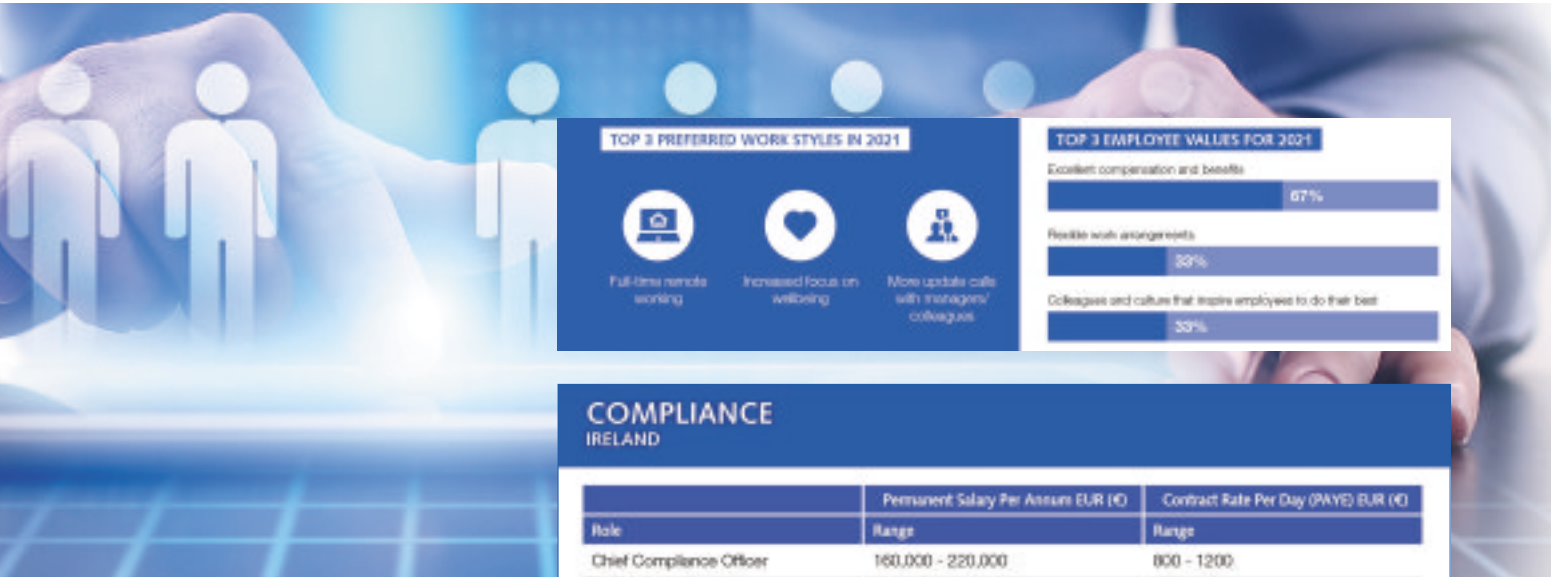 TOP 3 PREFERRED WORK STYLES IN 2021
Full-time remote
working
Increased focus on
wellbeing
More update calls
with managers/
colleagues
TOP 3 EMPLOYEE VALUES FOR 2021
Excellent compensation and benefits
67%
Flexible work arrangements
33%
Colleagues and culture that inspire employees to do their best
33%
COMPLIANCE
IRELAND
Permanent Salary Per Annum EUR (€) Contract Rate Per Day (PAYE) EUR (€)
Role Range Range
Chief Compliance Officer 160,000 - 220,000 800 - 1200